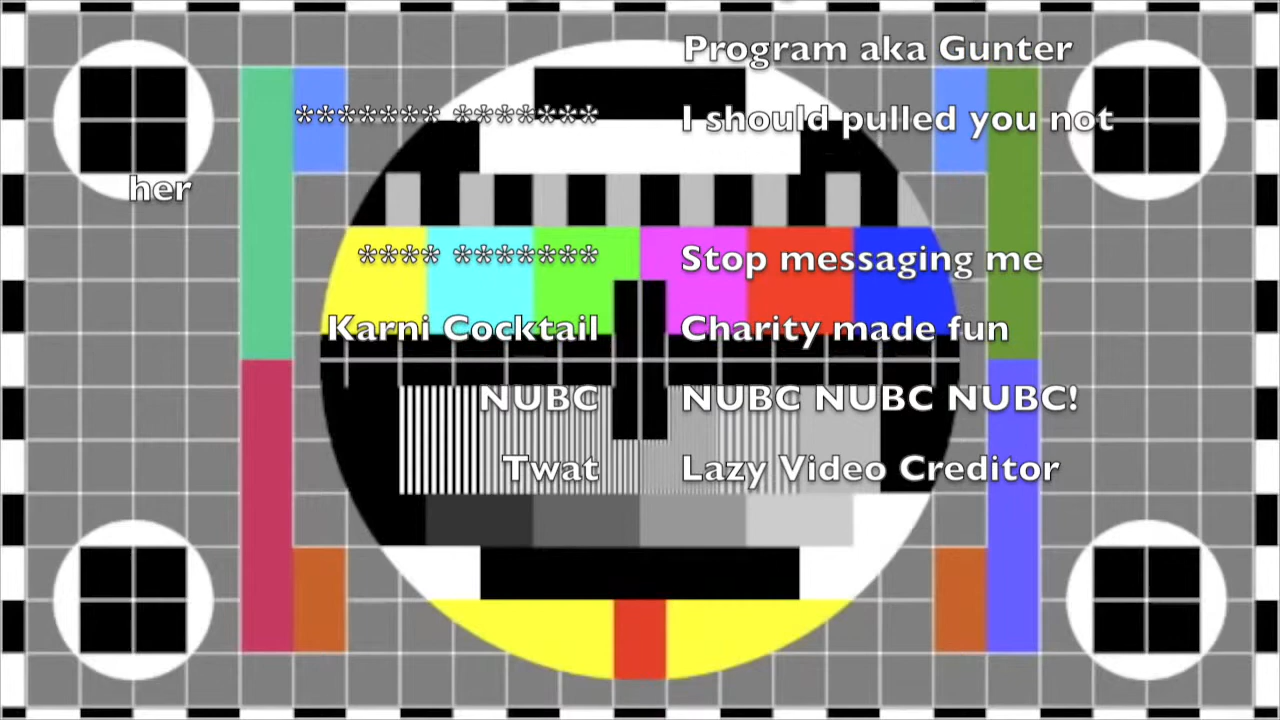 Program aka Gunter
******* ******* I should pulled you not
her
**** ******* Stop messaging me
Karni Cocktail Charity made fun
NUBC NUBC NUBC NUBC!
Twat Lazy Video Creditor